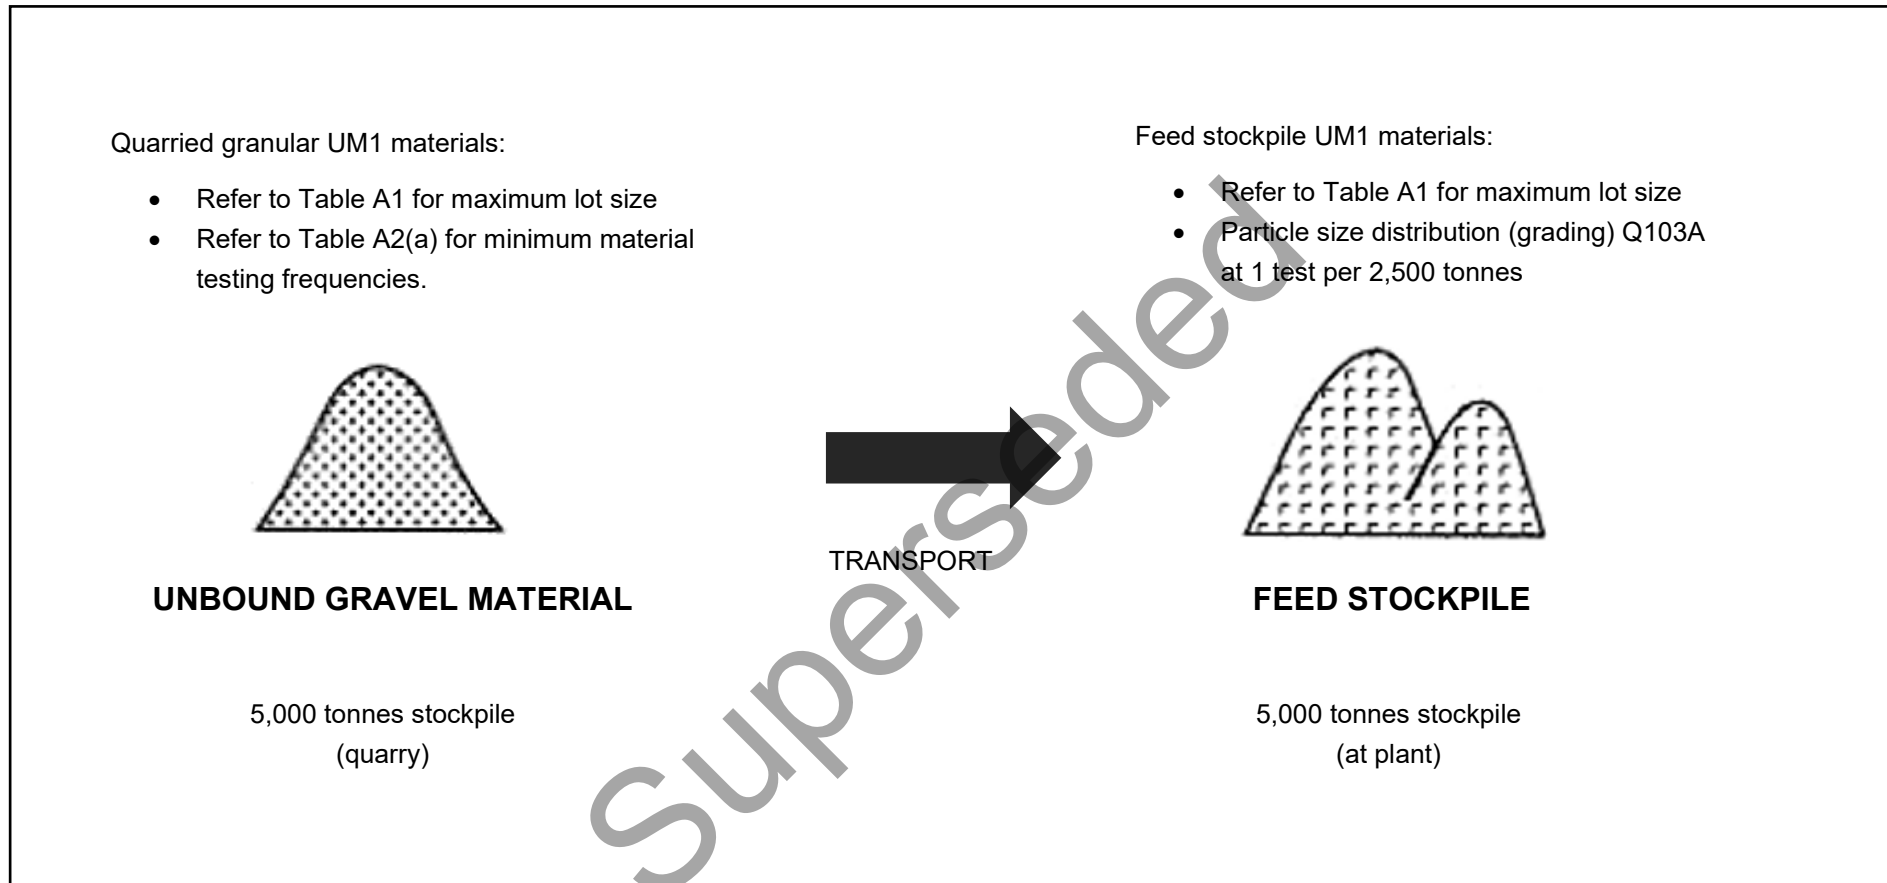 Quarried granular UM1 materials:
• Refer to Table A1 for maximum lot size
• Refer to Table A2(a) for minimum material
testing frequencies.
Feed stockpile UM1 materials:
• Refer to Table A1 for maximum lot size
• Particle size distribution (grading) Q103A
at 1 test per 2,500 tonnes
TRANSPORT
UNBOUND GRAVEL MATERIAL
FEED STOCKPILE
5,000 tonnes stockpile
(quarry)
5,000 tonnes stockpile
(at plant)
Superseded